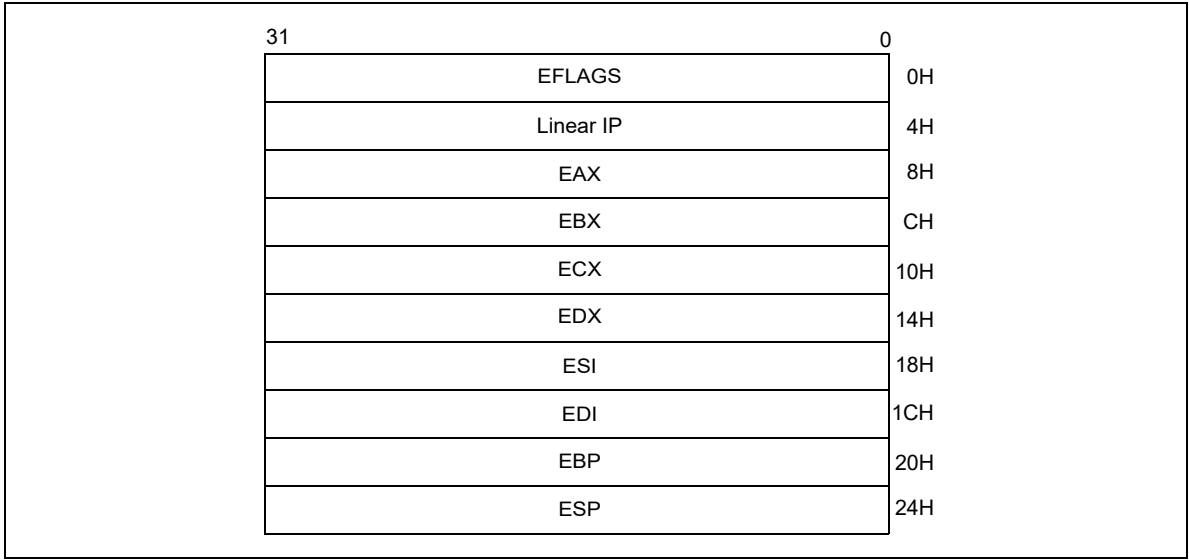 31 0
EFLAGS 0H
Linear IP 4H
EAX 8H
EBX CH
ECX 10H
EDX 14H
ESI 18H
EDI 1CH
EBP 20H
ESP 24H